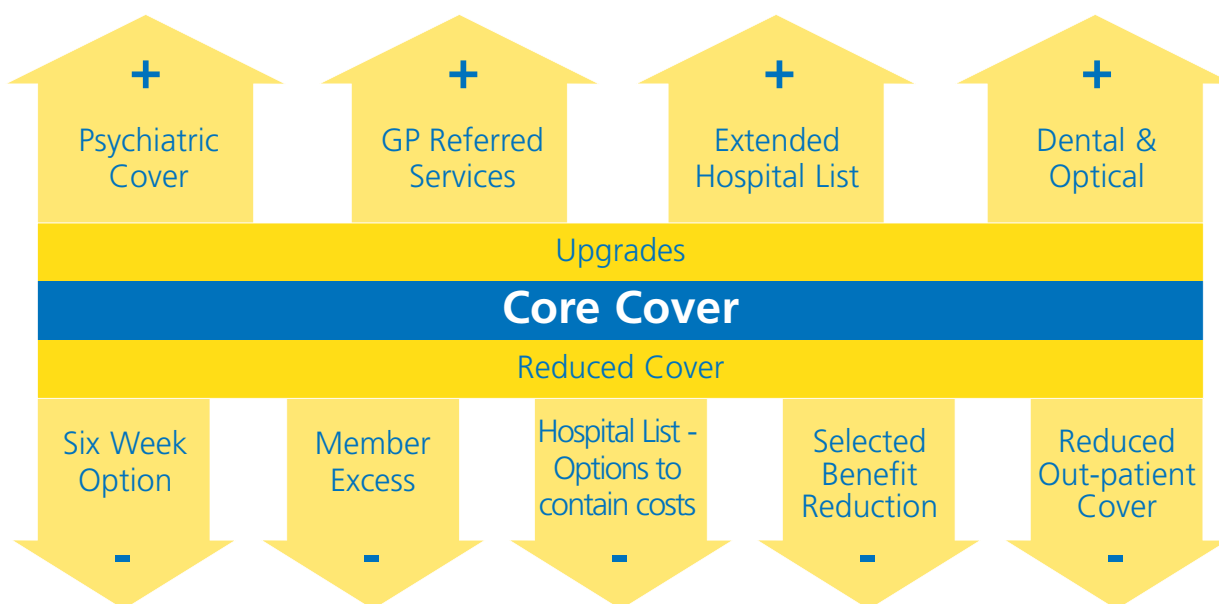 +
Psychiatric
Cover
+
GP Referred
Services
+
Extended
Hospital List
+
Dental &
Optical
Upgrades
Core Cover
Reduced Cover
Six Week
Option
-
Member
Excess
-
Hospital List -
Options to
contain costs
-
Selected
Benefit
Reduction
-
Reduced
Out-patient
Cover
-